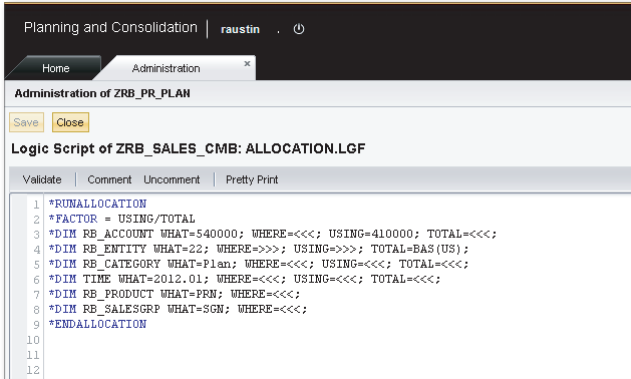 Planning and Consolidation | raustin .
Home Administration ×
Administration of ZRB_PR_PLAN
Save Close
Logic Script of ZRB_SALES_CMB: ALLOCATION.LGF
Validate | Comment Uncomment | Pretty Print
1 *RUNALLOCATION
2 *FACTOR = USING/TOTAL
3 *DIM RB_ACCOUNT WHAT=540000; WHERE=<<<; USING=410000; TOTAL=<<<;
4 *DIM RB_ENTITY WHAT=22; WHERE=>>>; USING=>>>; TOTAL=BAS(US);
5 *DIM RB_CATEGORY WHAT=Plan; WHERE=<<<; USING=<<<; TOTAL=<<<;
6 *DIM TIME WHAT=2012.01; WHERE=<<<; USING=<<<; TOTAL=<<<;
7 *DIM RB_PRODUCT WHAT=PRN; WHERE=<<<;
8 *DIM RB_SALESGRP WHAT=SGN; WHERE=<<<;
9 *ENDALLOCATION
10
11
12